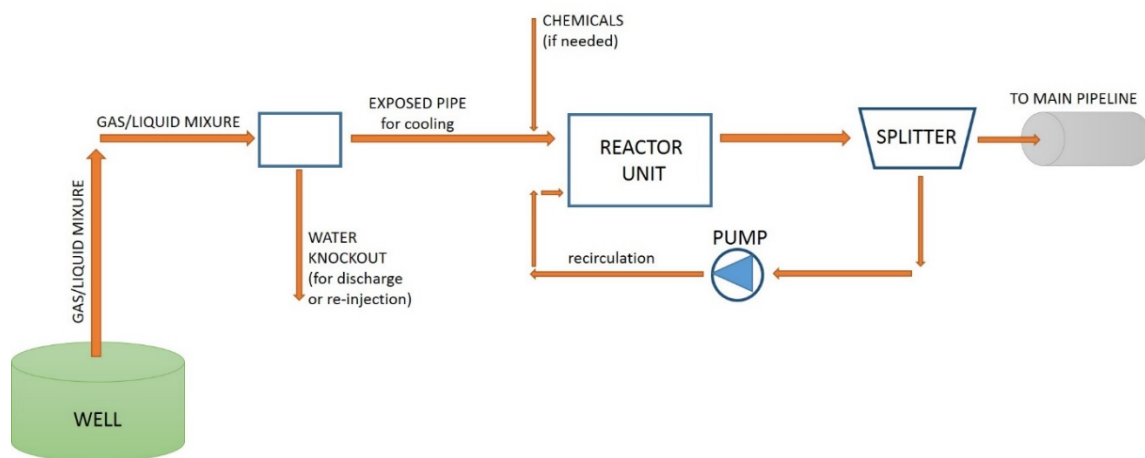 CHEMICALS
(if needed)
GAS/LIQUID MIXURE
EXPOSED PIPE
for cooling
TO MAIN PIPELINE
REACTOR
UNIT
SPLITTER
GAS/LIQUID MIXURE
WATER
KNOCKOUT
(for discharge
or re-injection)
PUMP
recirculation
WELL